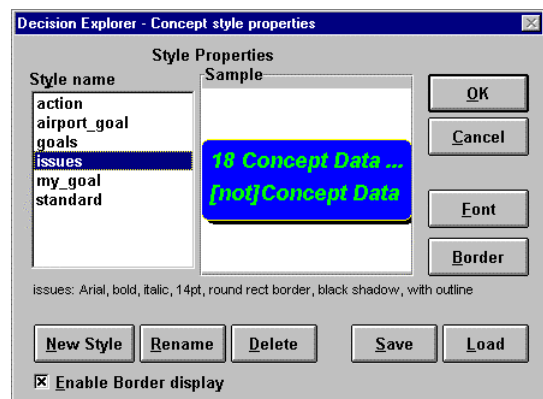 Decision Explorer - Concept style properties
Style Properties
Style name
Sample
action
airport_goal
goals
issues
my_goal
standard
18 Concept Data ...
[not]Concept Data
OK
Cancel
Font
Border
issues: Arial, bold, italic, 14pt, round rect border, black shadow, with outline
New Style Rename Delete Save Load
Enable Border display